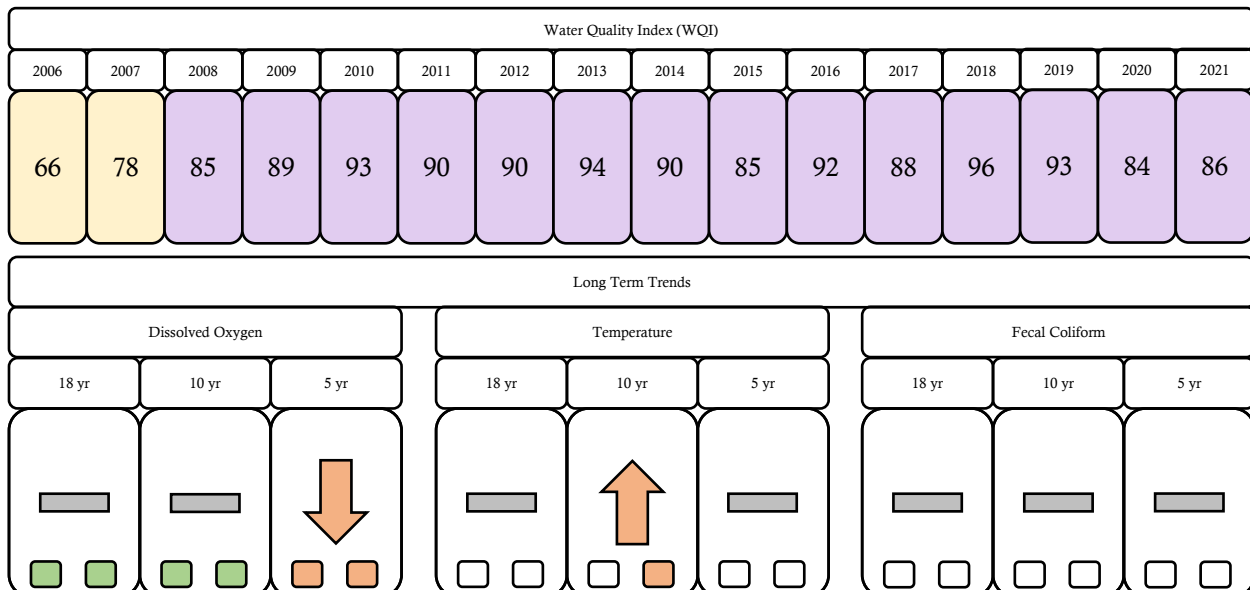 Water Quality Index (WQI)
2006 2007 2008 2009 2010 2011 2012 2013 2014 2015 2016 2017 2018 2019 2020 2021
66 78 85 89 93 90 90 94 90 85 92 88 96 93 84 86
Long Term Trends
Dissolved Oxygen Temperature Fecal Coliform
18 yr 10 yr 5 yr 18 yr 10 yr 5 yr 18 yr 10 yr 5 yr